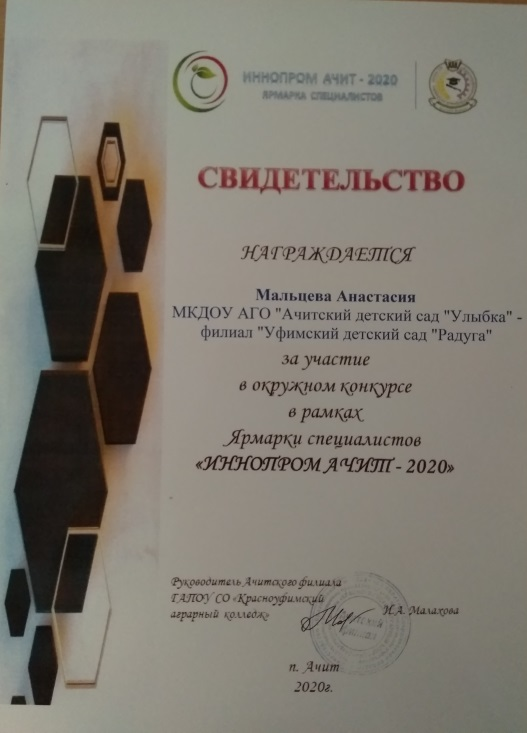 ИННОПРОМ АЧИТ - 2020
ЯРМАРКА СПЕЦИАЛИСТОВ
СВИДЕТЕЛЬСТВО
НАГРАЖДАЕТСЯ
Мальцева Анастасия
МКДОУ АГО "Ачитский детский сад "Улыбка" -
филиал "Уфимский детский сад "Радуга"
за участие
в окружном конкурсе
в рамках
Ярмарки специалистов
«ИННОПРОМ АЧИТ - 2020»
Руководитель Ачитского филиала
ГАПОУ СО «Красноуфимский
аграрный колледж»
И.А. Малахова
п. Ачит
2020г.